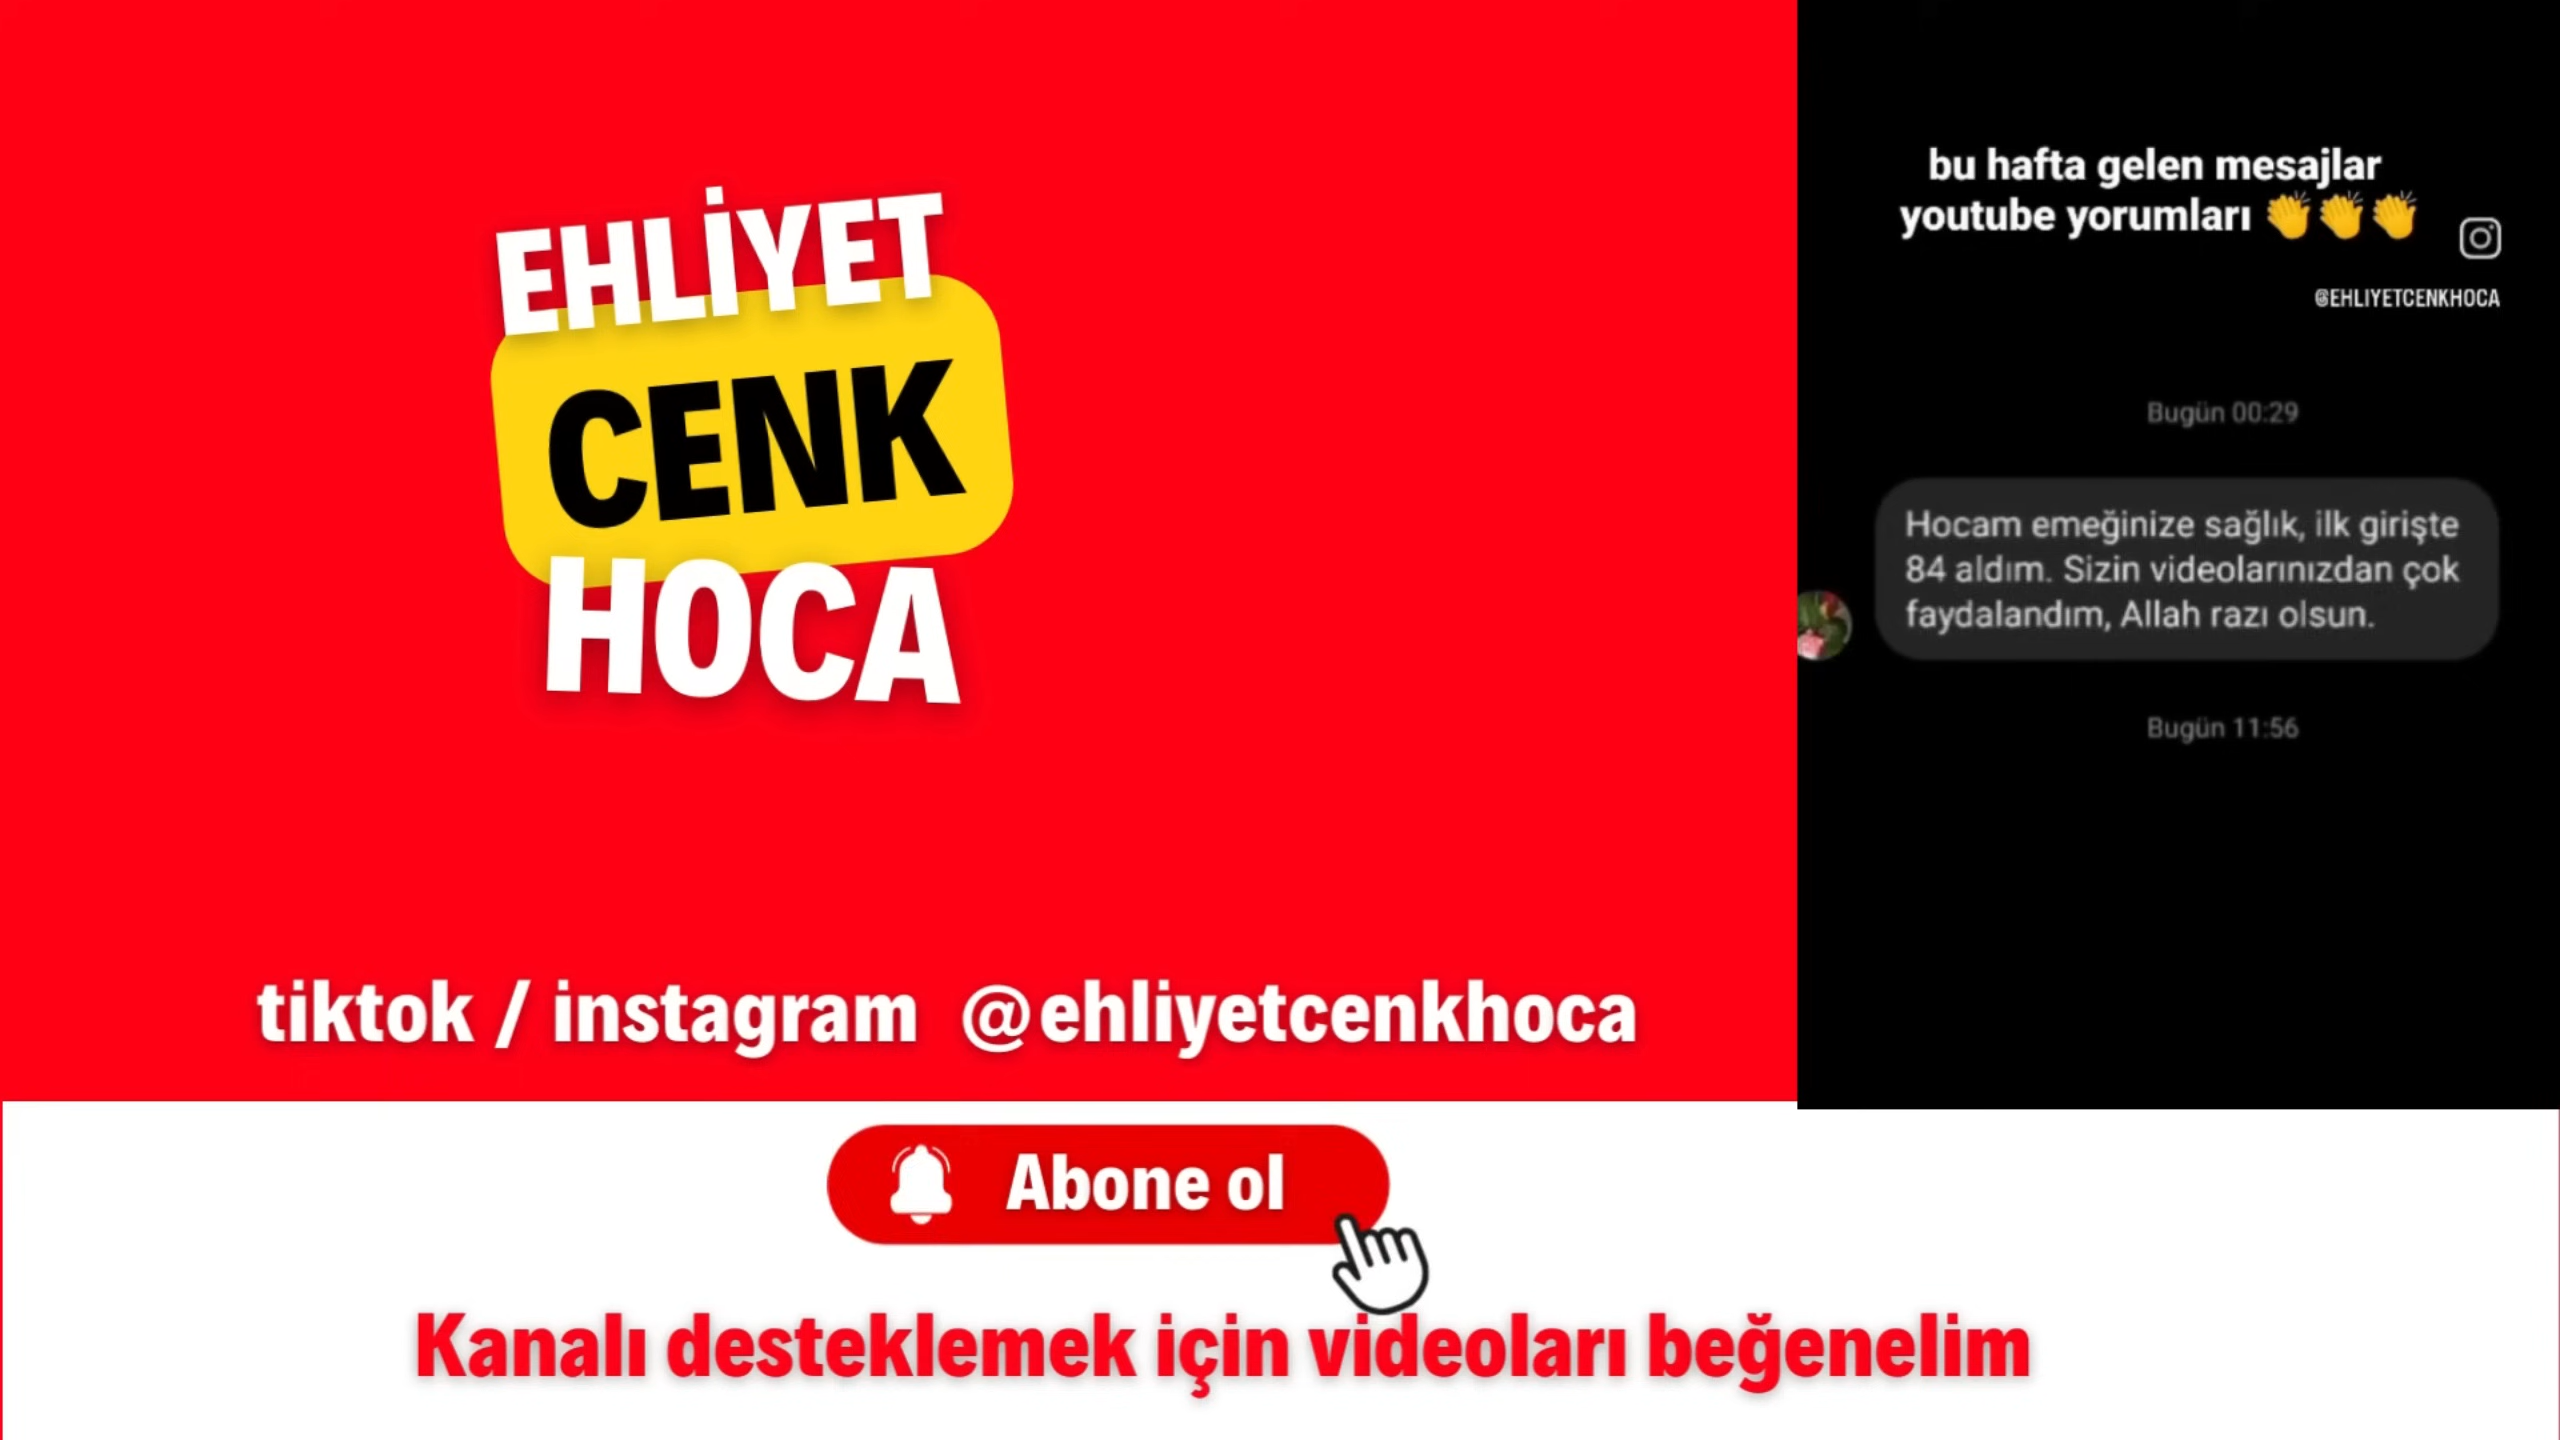 EHLİYET
CENK
HOCA
tiktok / instagram @ehliyetcenkhoca
bu hafta gelen mesajlar
youtube yorumları 👏👏👏
@EHLIYETCENKHOCA
Bugün 00:29
Hocam emeğinize sağlık, ilk girişte
84 aldım. Sizin videolarınızdan çok
faydalandım, Allah razı olsun.
Bugün 11:56
Abone ol
Kanalı desteklemek için videoları beğenelim